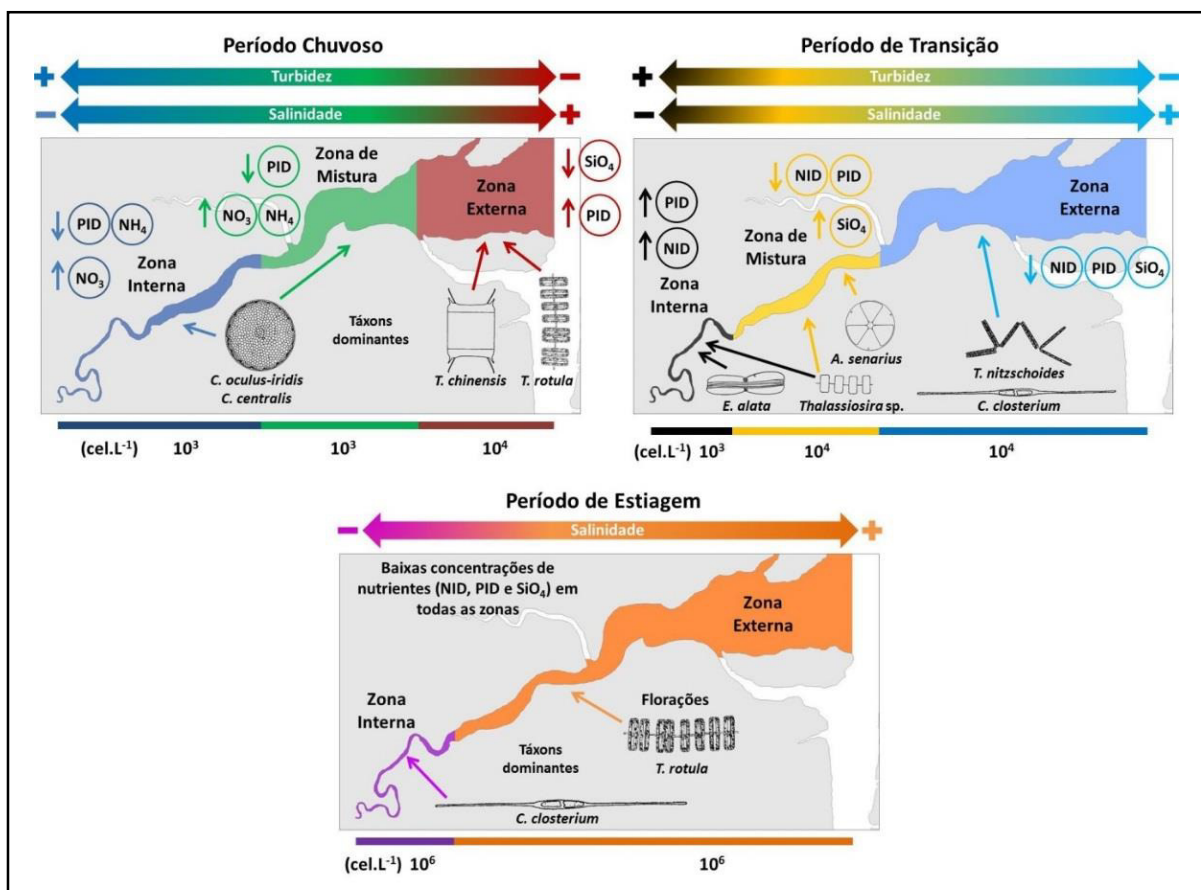 Período Chuvoso
+ Turbidez −
− Salinidade +
PID
Zona de
Mistura
SiO₄
NO₃ NH₄
PID NH₄
Zona
Externa
PID
NO₃
Zona
Interna
Táxons
dominantes
C. oculus-iridis
C. centralis
T. chinensis
T. rotula
(cel.L⁻¹) 10³ 10³ 10⁴
Período de Transição
+ Turbidez −
− Salinidade +
NID PID
PID
SiO₄
Zona
Externa
NID
Zona de
Mistura
NID PID SiO₄
Zona
Interna
A. senarius
T. nitzschoides
E. alata
Thalassiosira sp.
C. closterium
(cel.L⁻¹) 10³ 10⁴ 10⁴
Período de Estiagem
− Salinidade +
Baixas concentrações de
nutrientes (NID, PID e SiO₄) em
todas as zonas
Zona
Externa
Zona
Interna
Florações
T. rotula
Táxons
dominantes
C. closterium
(cel.L⁻¹) 10⁶ 10⁶